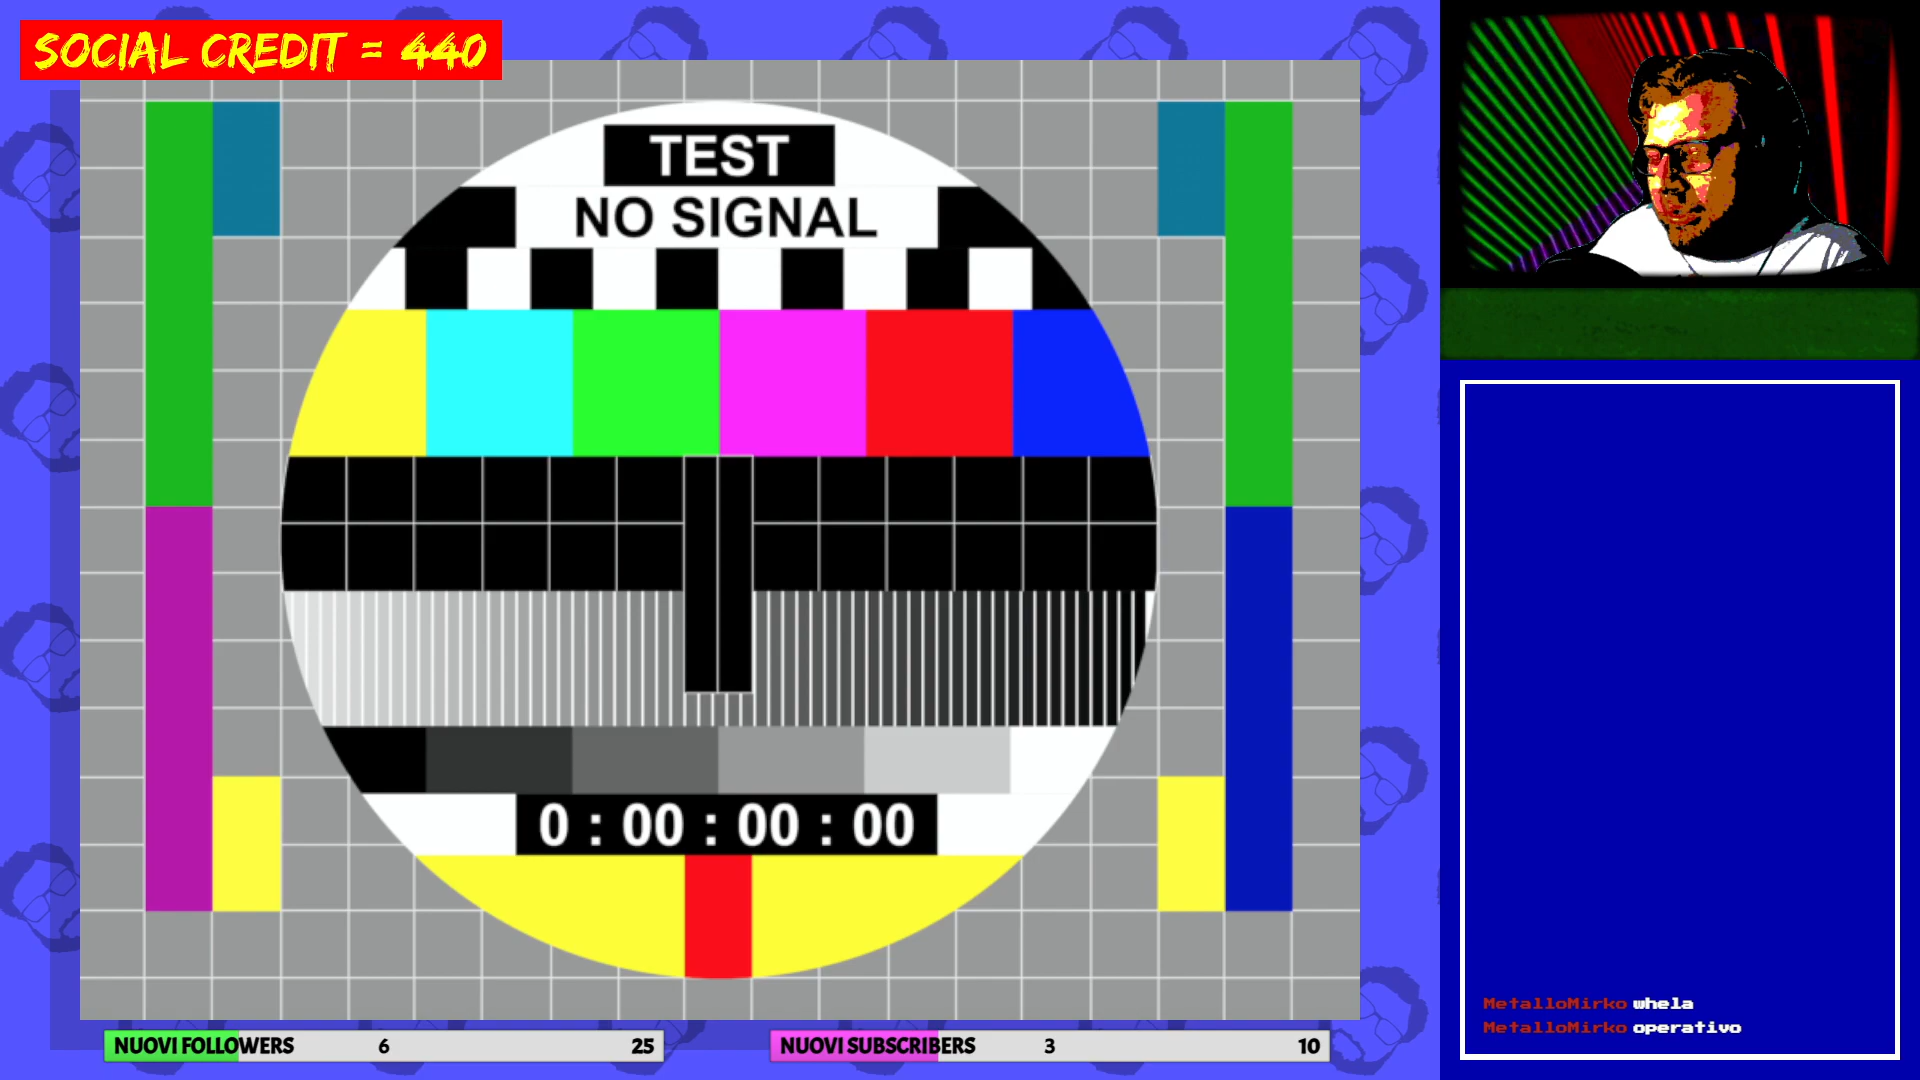 SOCIAL CREDIT = 440
TEST
NO SIGNAL
0 : 00 : 00 : 00
MetalloMirko whela
MetalloMirko operativo
NUOVI FOLLOWERS 6 25
NUOVI SUBSCRIBERS 3 10